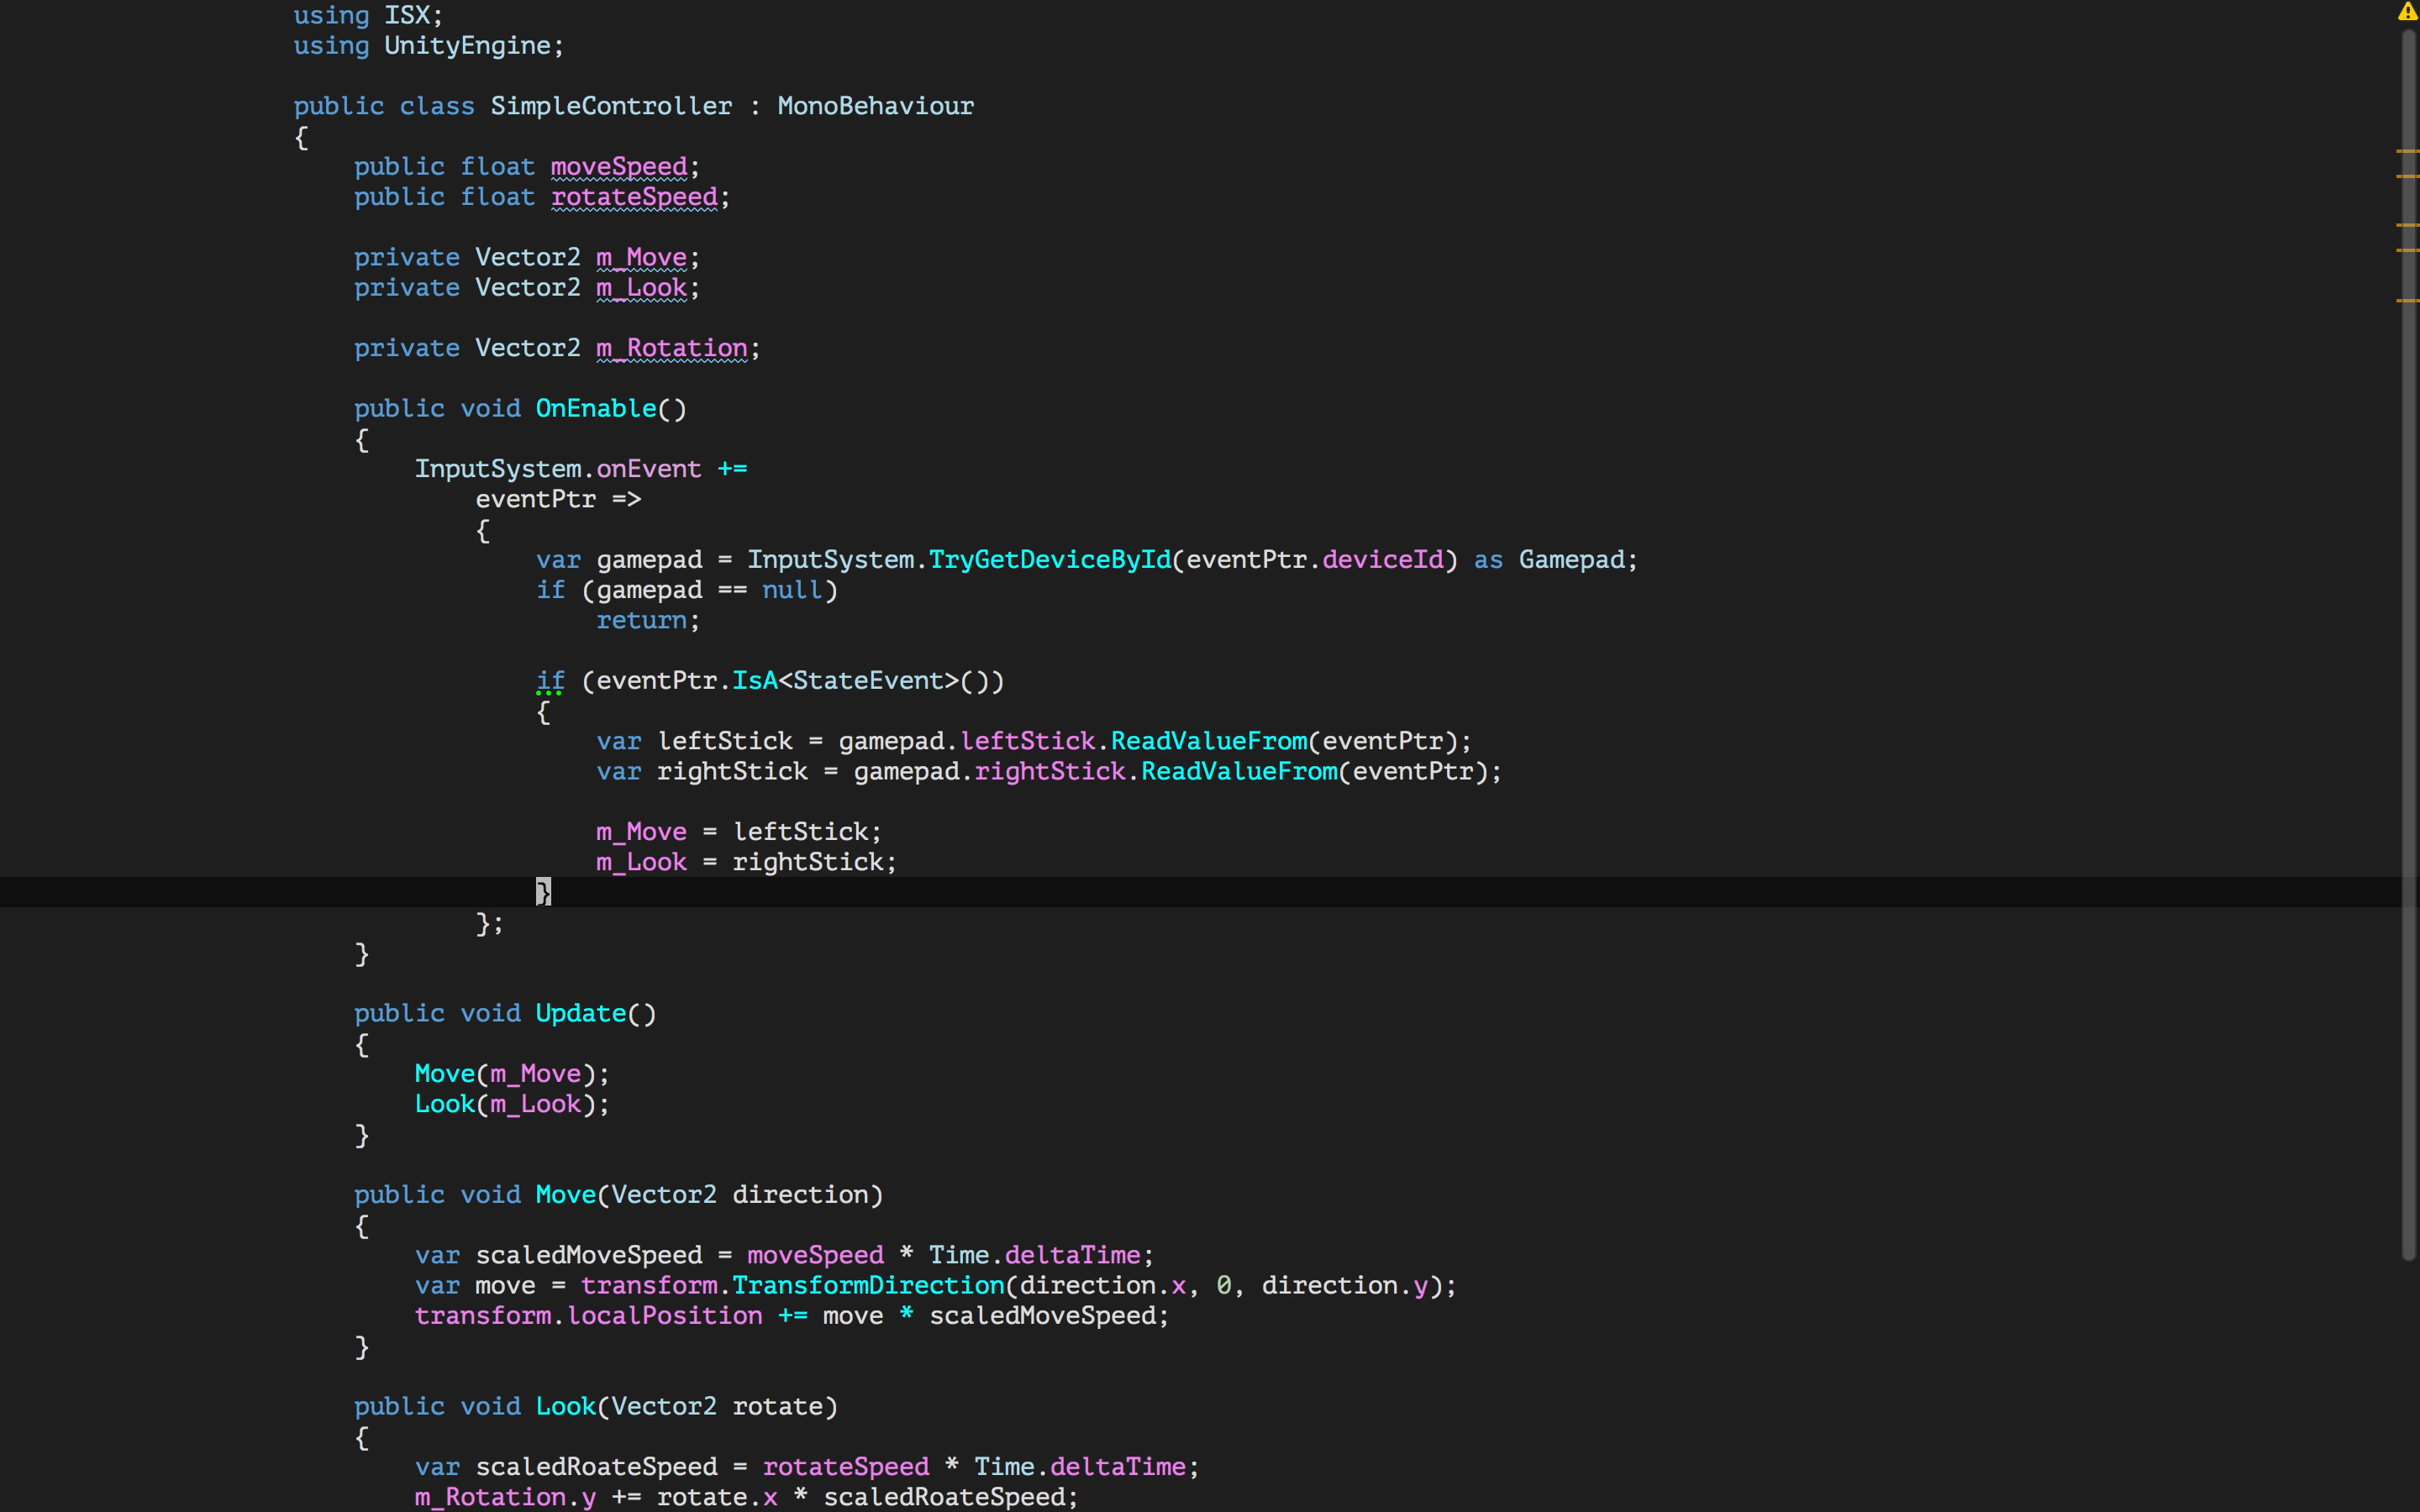 using ISX;
using UnityEngine;

public class SimpleController : MonoBehaviour
{
    public float moveSpeed;
    public float rotateSpeed;

    private Vector2 m_Move;
    private Vector2 m_Look;

    private Vector2 m_Rotation;

    public void OnEnable()
    {
        InputSystem.onEvent +=
            eventPtr =>
            {
                var gamepad = InputSystem.TryGetDeviceById(eventPtr.deviceId) as Gamepad;
                if (gamepad == null)
                    return;

                if (eventPtr.IsA<StateEvent>())
                {
                    var leftStick = gamepad.leftStick.ReadValueFrom(eventPtr);
                    var rightStick = gamepad.rightStick.ReadValueFrom(eventPtr);

                    m_Move = leftStick;
                    m_Look = rightStick;
                }
            };
    }

    public void Update()
    {
        Move(m_Move);
        Look(m_Look);
    }

    public void Move(Vector2 direction)
    {
        var scaledMoveSpeed = moveSpeed * Time.deltaTime;
        var move = transform.TransformDirection(direction.x, 0, direction.y);
        transform.localPosition += move * scaledMoveSpeed;
    }

    public void Look(Vector2 rotate)
    {
        var scaledRoateSpeed = rotateSpeed * Time.deltaTime;
        m_Rotation.y += rotate.x * scaledRoateSpeed;